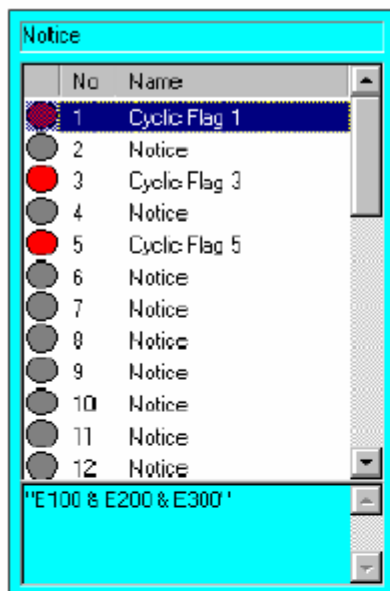 Notice
No Name
1 Cyclic Flag 1
2 Notice
3 Cyclic Flag 3
4 Notice
5 Cyclic Flag 5
6 Notice
7 Notice
8 Notice
9 Notice
10 Notice
11 Notice
12 Notice
"E100 & E200 & E300"